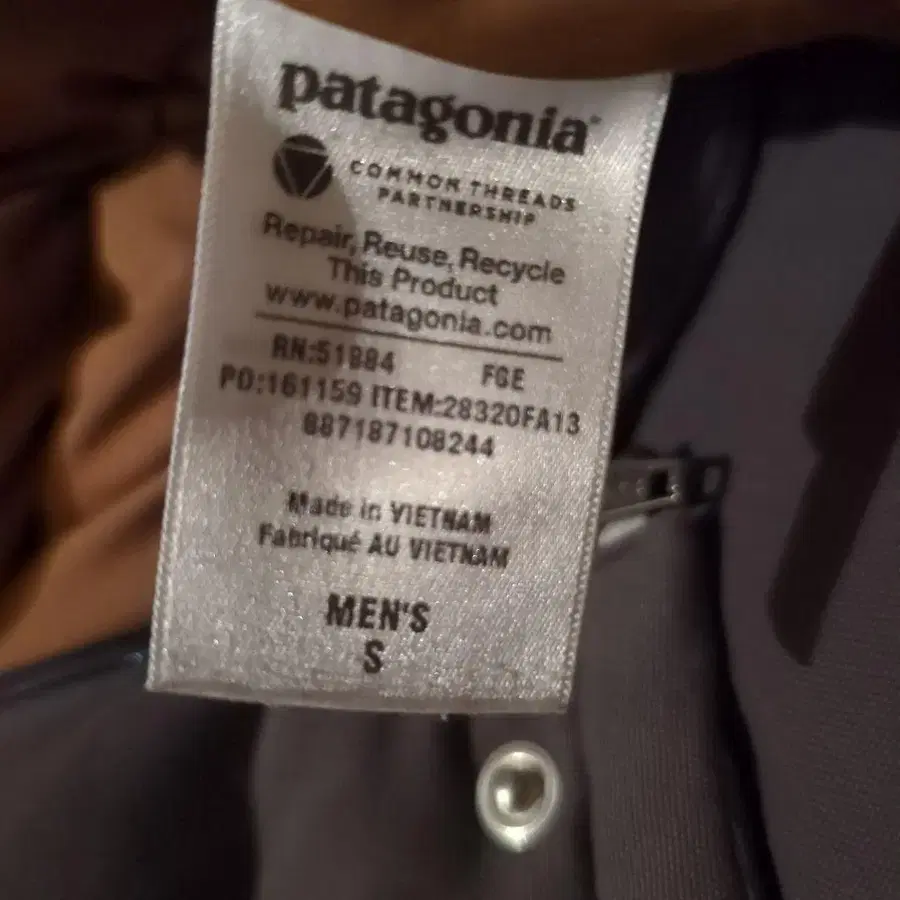 patagonia
COMMON THREADS
PARTNERSHIP
Repair, Reuse, Recycle
This Product
www.patagonia.com
RN:51884 FGE
PO:161159 ITEM:28320FA13
887187108244
Made in VIETNAM
Fabriqué AU VIETNAM
MEN'S
S